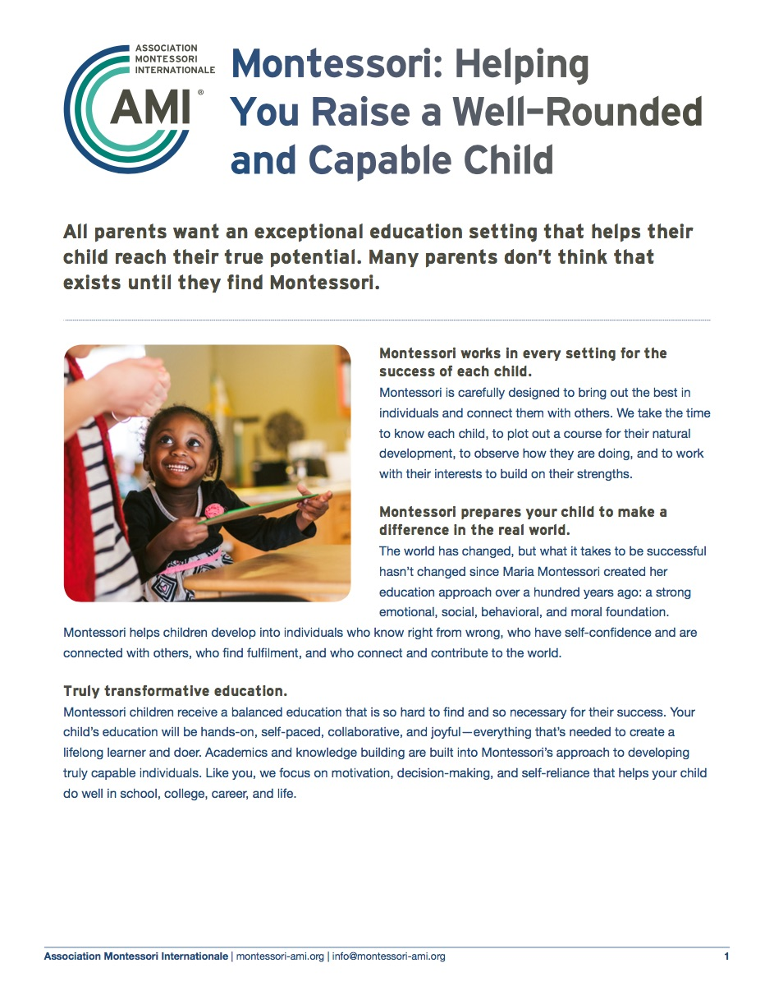 ASSOCIATION
MONTESSORI
INTERNATIONALE
AMI®
Montessori: Helping
You Raise a Well-Rounded
and Capable Child
All parents want an exceptional education setting that helps their
child reach their true potential. Many parents don't think that
exists until they find Montessori.
Montessori works in every setting for the
success of each child.
Montessori is carefully designed to bring out the best in
individuals and connect them with others. We take the time
to know each child, to plot out a course for their natural
development, to observe how they are doing, and to work
with their interests to build on their strengths.
Montessori prepares your child to make a
difference in the real world.
The world has changed, but what it takes to be successful
hasn't changed since Maria Montessori created her
education approach over a hundred years ago: a strong
emotional, social, behavioral, and moral foundation.
Montessori helps children develop into individuals who know right from wrong, who have self-confidence and are
connected with others, who find fulfilment, and who connect and contribute to the world.
Truly transformative education.
Montessori children receive a balanced education that is so hard to find and so necessary for their success. Your
child's education will be hands-on, self-paced, collaborative, and joyful—everything that's needed to create a
lifelong learner and doer. Academics and knowledge building are built into Montessori's approach to developing
truly capable individuals. Like you, we focus on motivation, decision-making, and self-reliance that helps your child
do well in school, college, career, and life.
Association Montessori Internationale | montessori-ami.org | info@montessori-ami.org 1